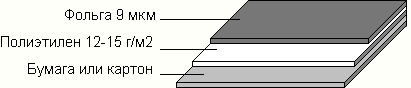 Фольга 9 мкм
Полиэтилен 12-15 г/м2
Бумага или картон